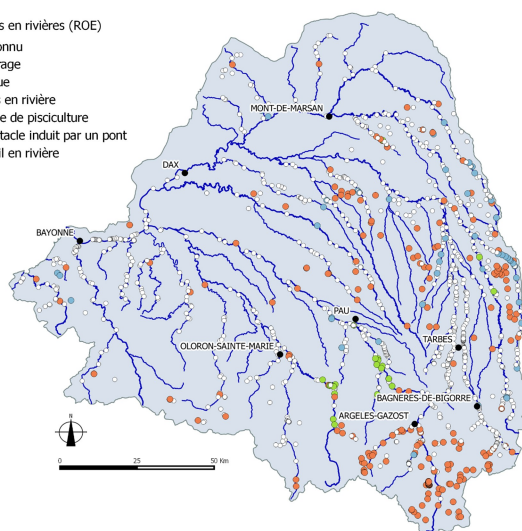 s en rivières (ROE)
onnu
age
ue
s en rivière
e de pisciculture
tacle induit par un pont
il en rivière
MONT-DE-MARSAN
DAX
BAYONNE
PAU
OLORON-SAINTE-MARIE
TARBES
BAGNERES-DE-BIGORRE
ARGELES-GAZOST
N
0 25 50 Km